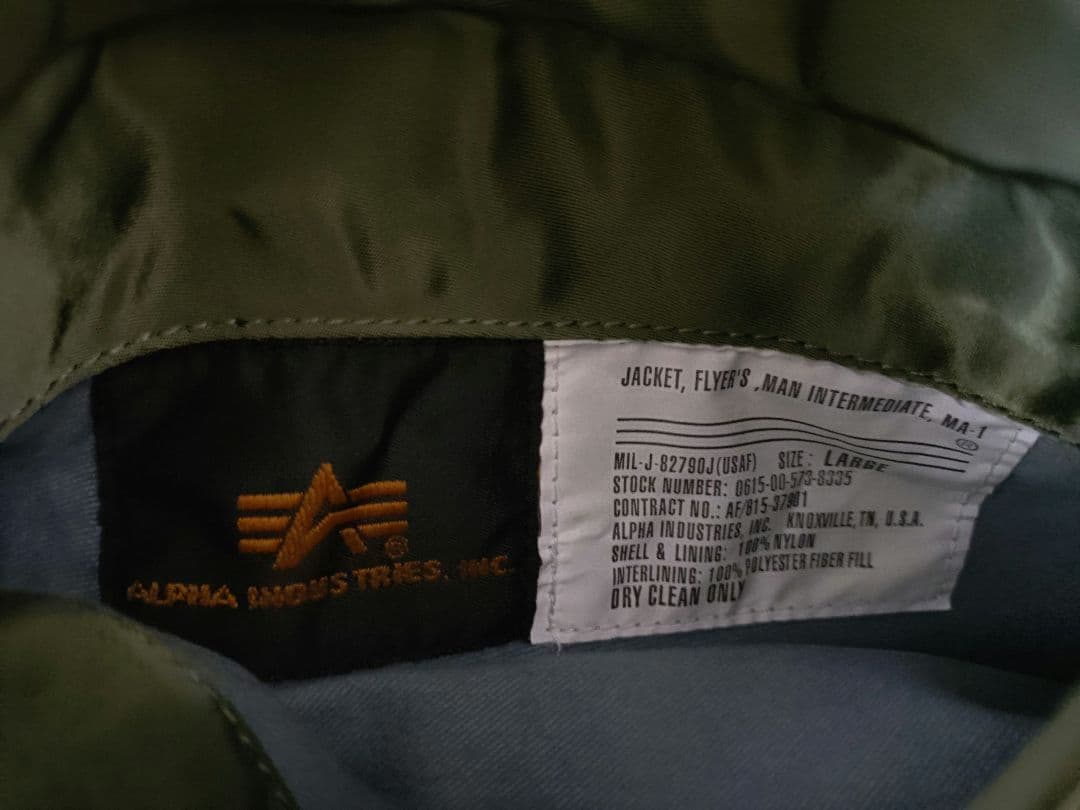 ALPHA INDUSTRIES, INC.
®
JACKET, FLYER'S ,MAN INTERMEDIATE, MA-1
®
MIL-J-82790J(USAF) SIZE: LARGE
STOCK NUMBER: 0615-00-573-8335
CONTRACT NO.: AF/815-37981
ALPHA INDUSTRIES, INC. KNOXVILLE, TN, U.S.A.
SHELL & LINING: 100% NYLON
INTERLINING: 100% POLYESTER FIBER FILL
DRY CLEAN ONLY